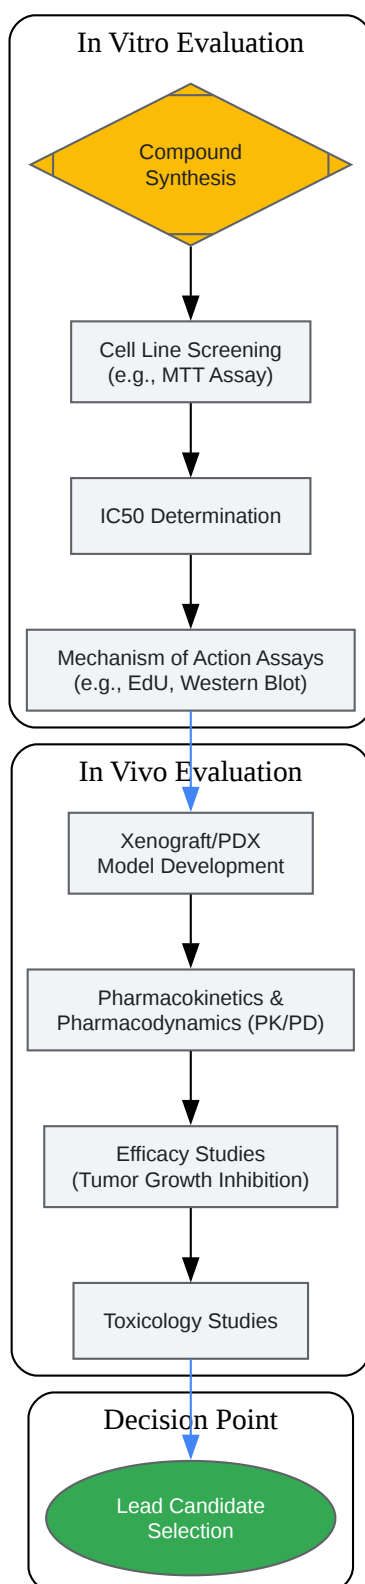 In Vitro Evaluation
Compound
Synthesis
Cell Line Screening
(e.g., MTT Assay)
IC50 Determination
Mechanism of Action Assays
(e.g., EdU, Western Blot)
In Vivo Evaluation
Xenograft/PDX
Model Development
Pharmacokinetics &
Pharmacodynamics (PK/PD)
Efficacy Studies
(Tumor Growth Inhibition)
Toxicology Studies
Decision Point
Lead Candidate
Selection